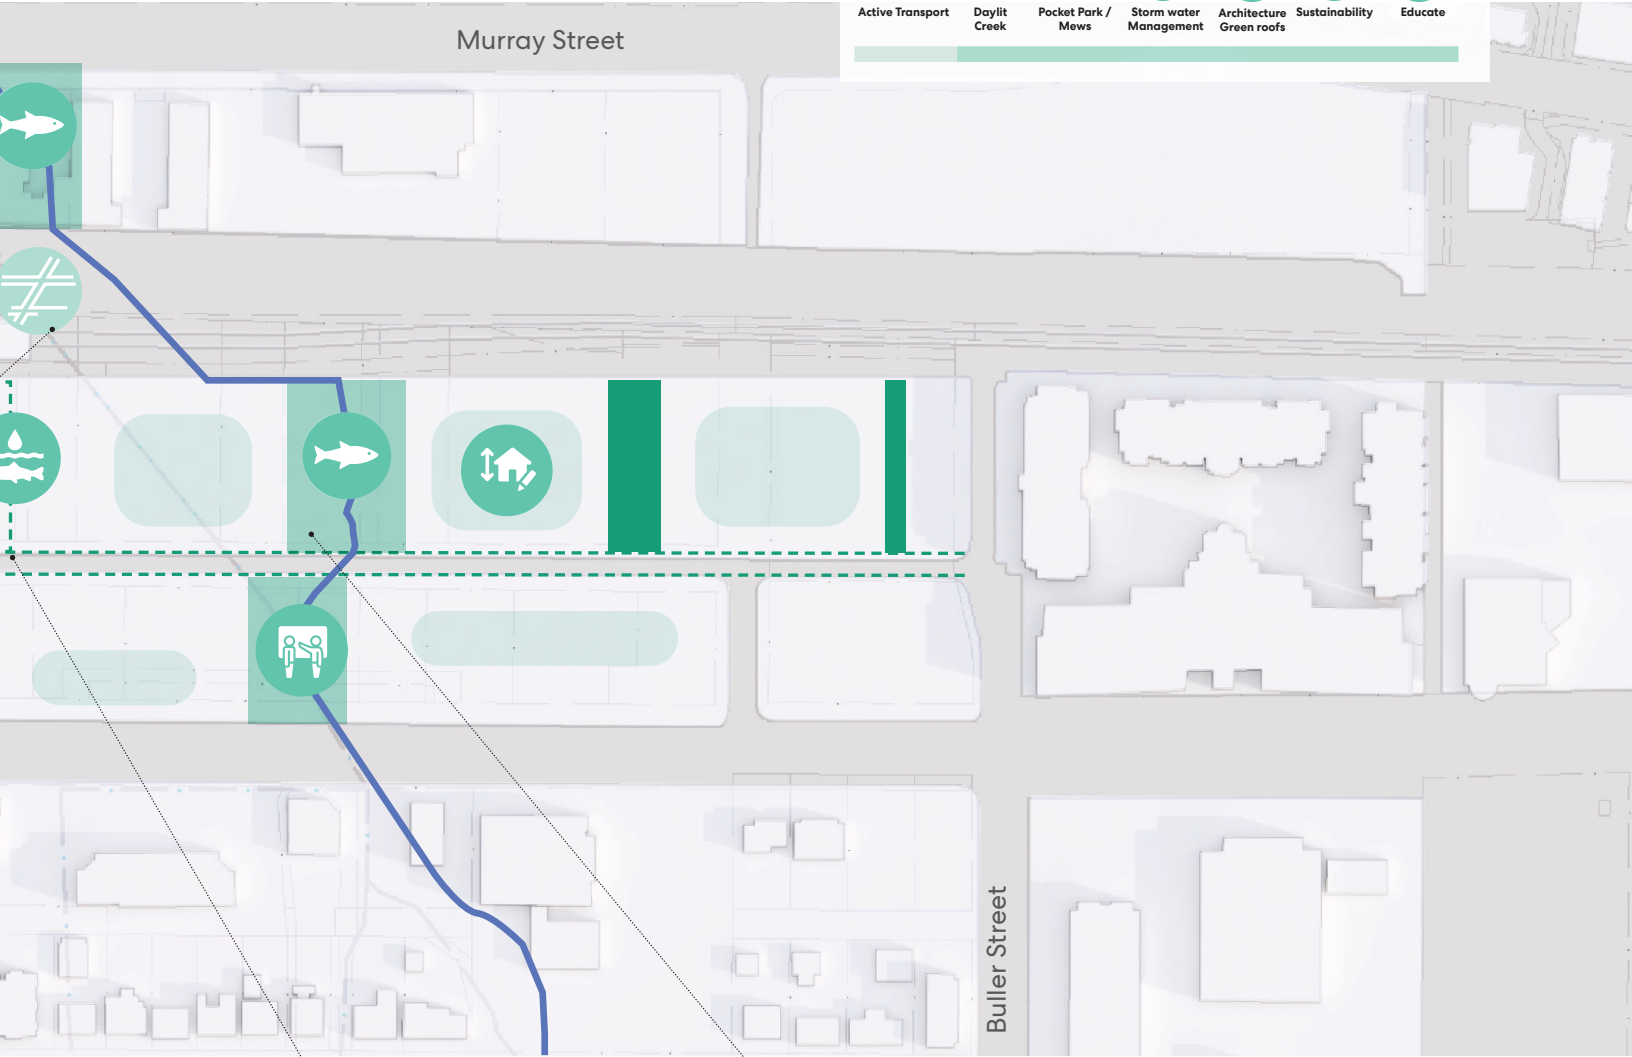 Active Transport
Daylit
Creek
Pocket Park /
Mews
Storm water
Management
Architecture
Green roofs
Sustainability
Educate
Murray Street
Buller Street